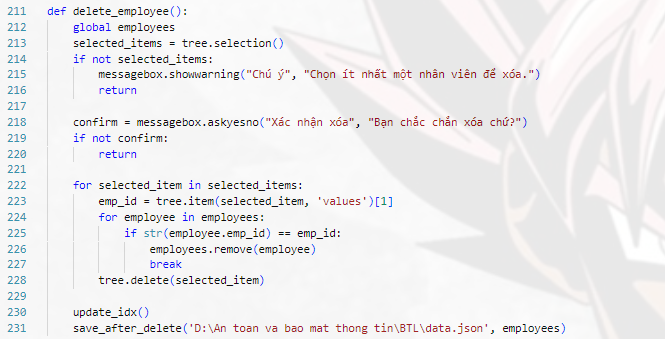 211 def delete_employee():
212     global employees
213     selected_items = tree.selection()
214     if not selected_items:
215         messagebox.showwarning("Chú ý", "Chọn ít nhất một nhân viên để xóa.")
216         return
217
218     confirm = messagebox.askyesno("Xác nhận xóa", "Bạn chắc chắn xóa chứ?")
219     if not confirm:
220         return
221
222     for selected_item in selected_items:
223         emp_id = tree.item(selected_item, 'values')[1]
224         for employee in employees:
225             if str(employee.emp_id) == emp_id:
226                 employees.remove(employee)
227                 break
228         tree.delete(selected_item)
229
230     update_idx()
231     save_after_delete('D:\An toan va bao mat thong tin\BTL\data.json', employees)